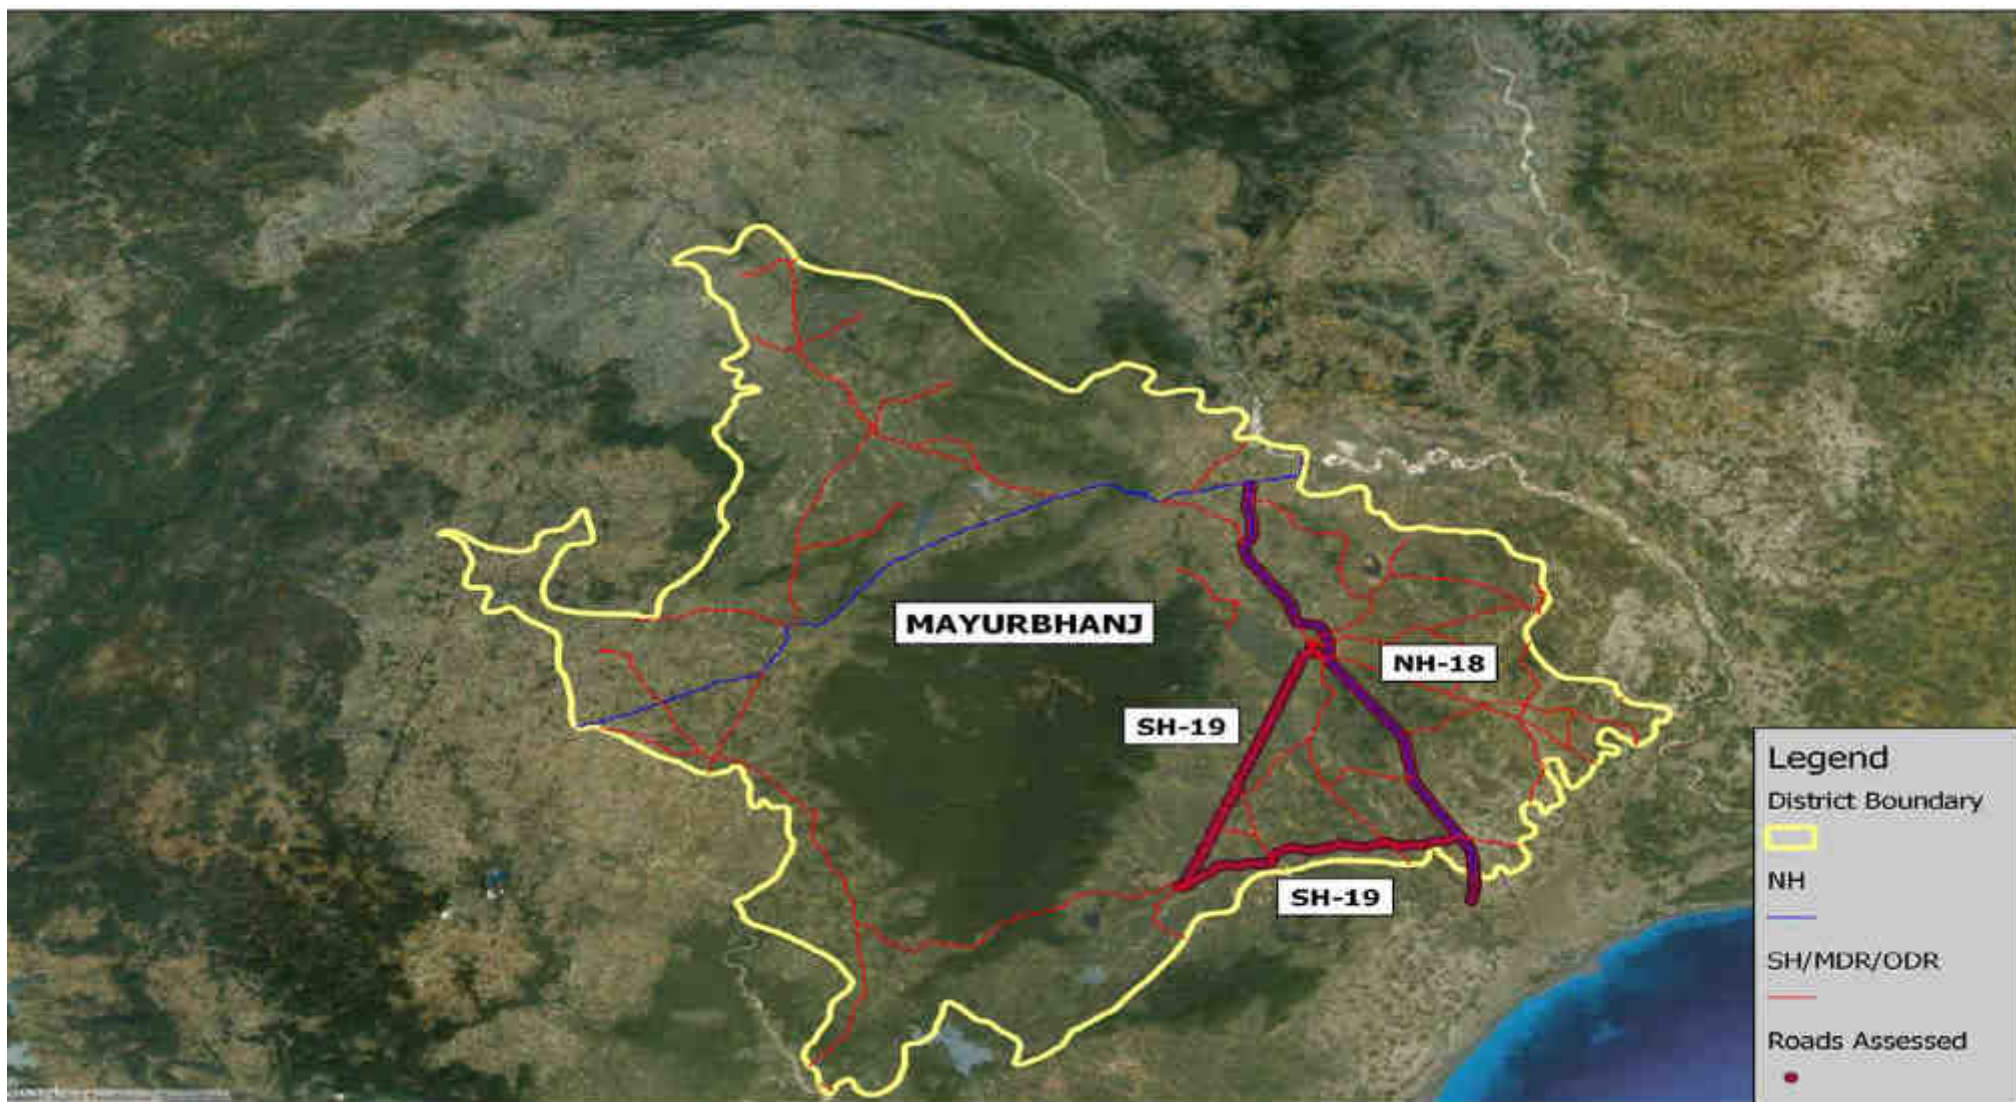 MAYURBHANJ
NH-18
SH-19
SH-19
Legend
District Boundary
NH
SH/MDR/ODR
Roads Assessed